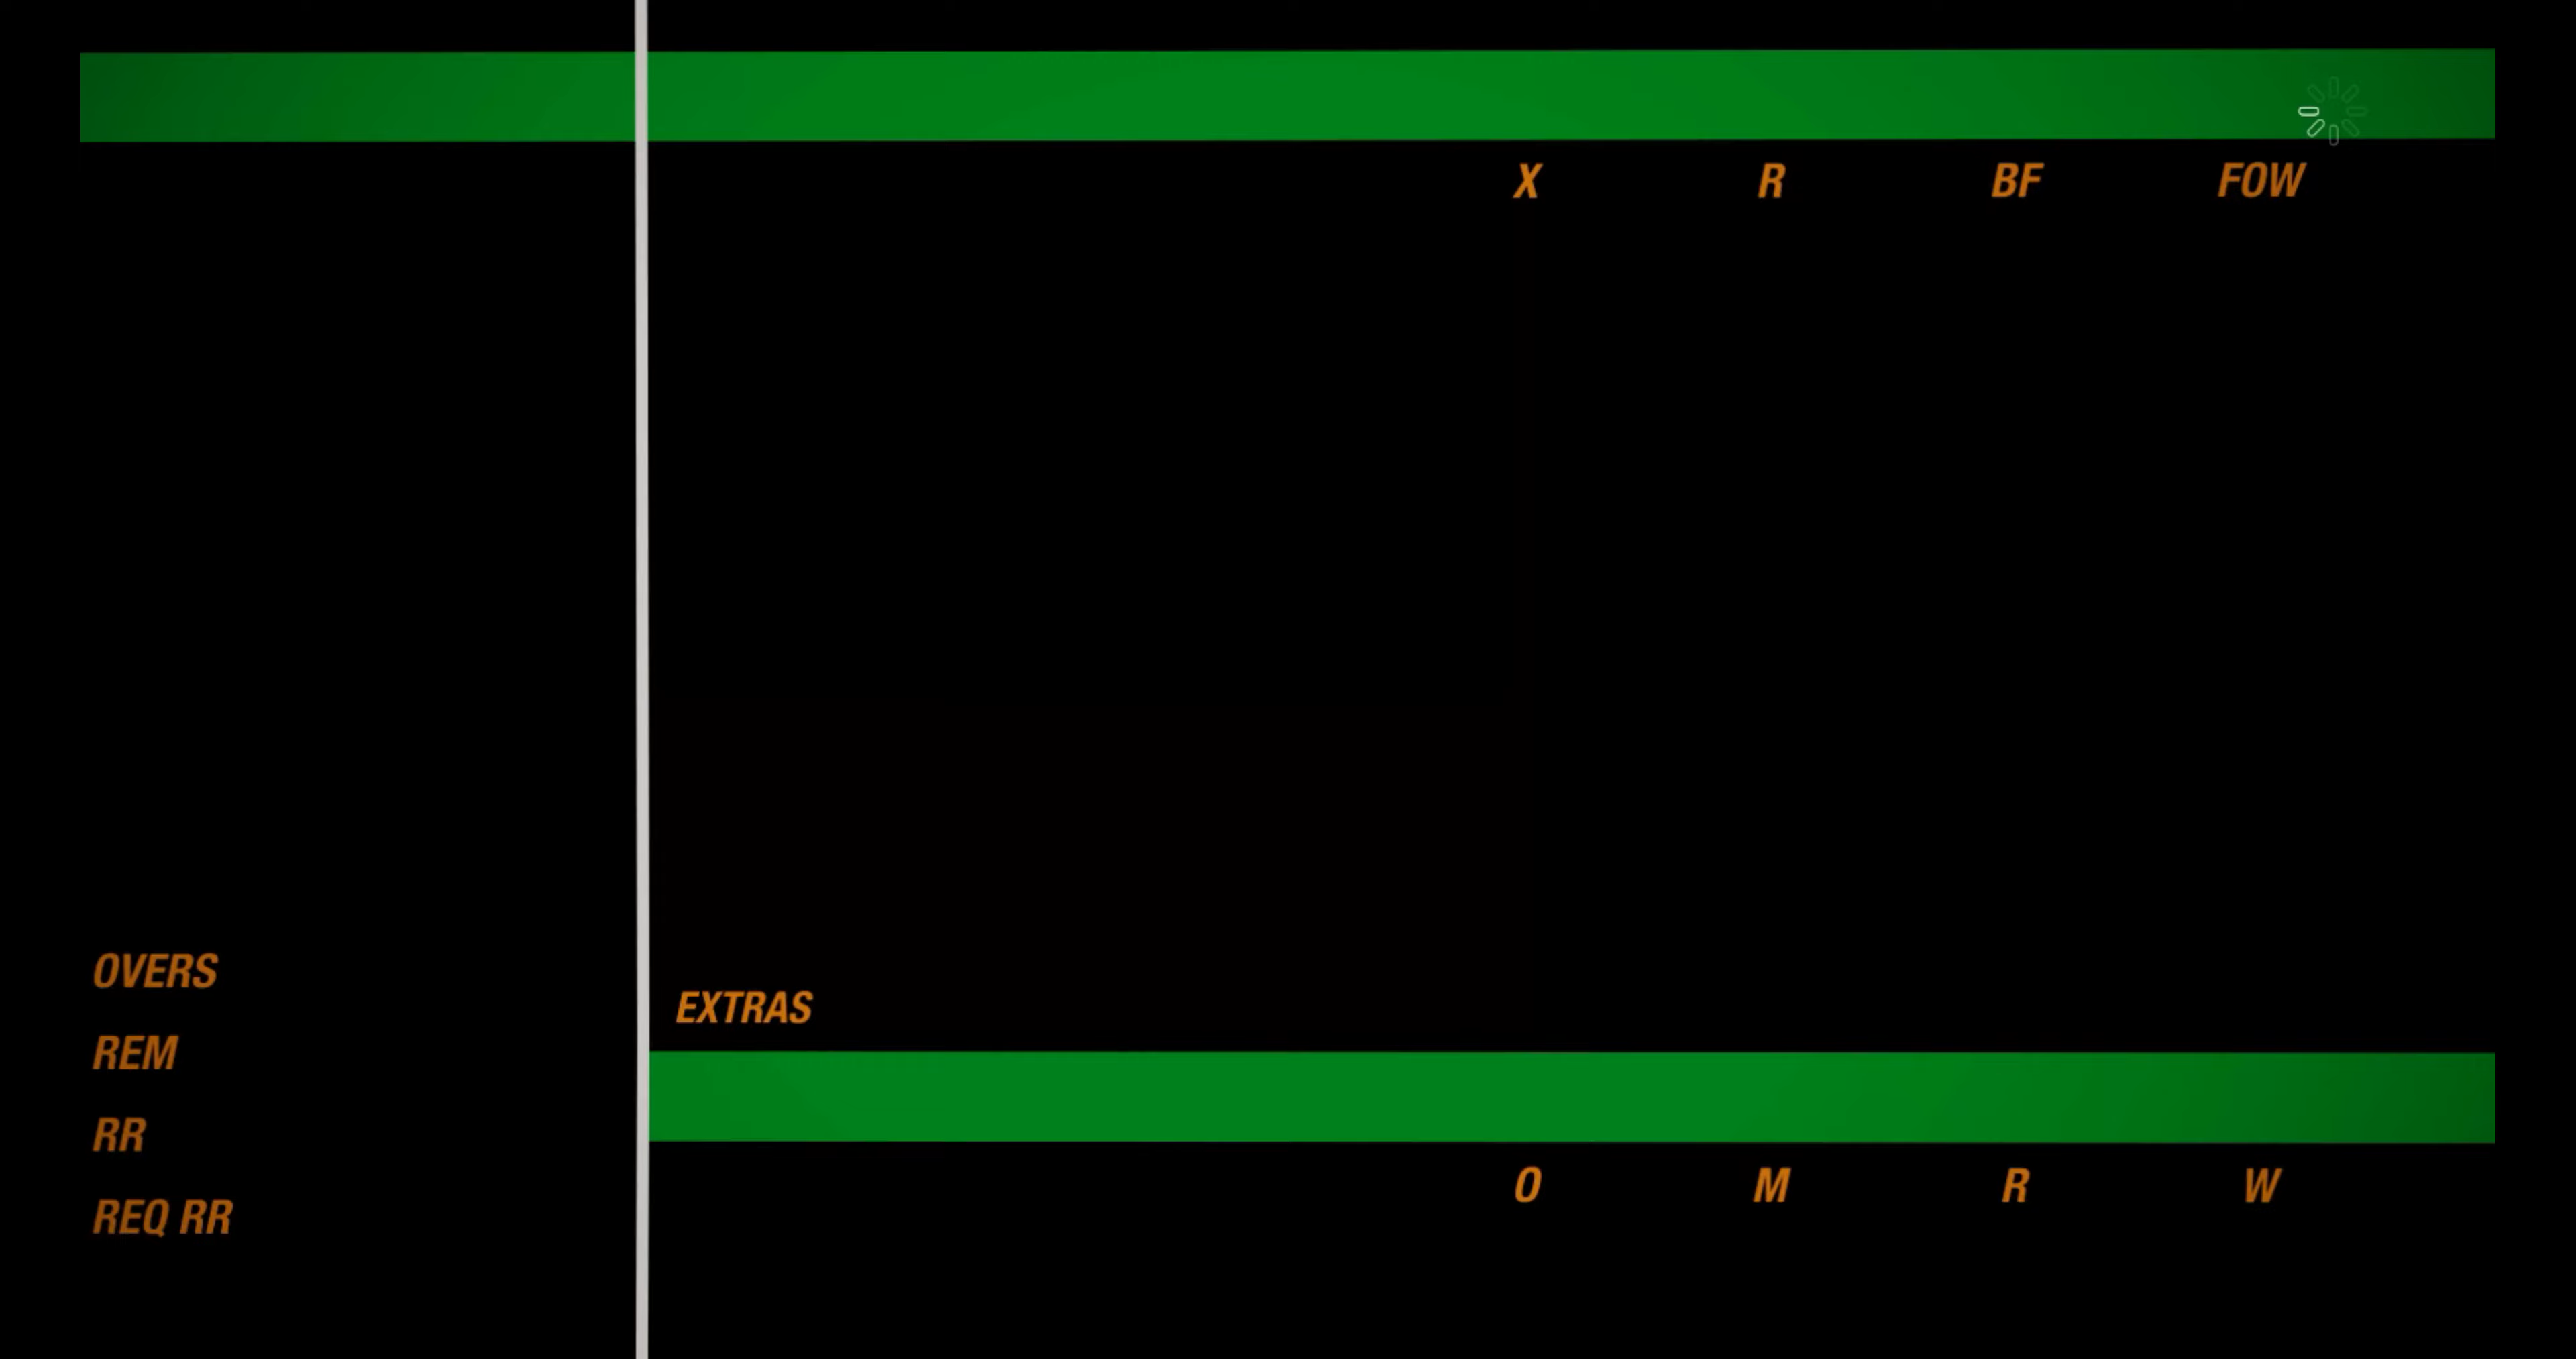 X R BF FOW
OVERS
REM
RR
REQ RR
EXTRAS
O M R W